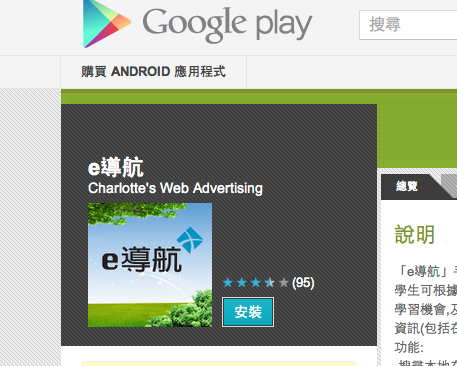 Google play
搜尋
購買 ANDROID 應用程式
e導航
Charlotte's Web Advertising
e導航
(95)
安裝
總覽
說明
「e導航」
學生可根據
學習機會,及
資訊(包括在
功能: